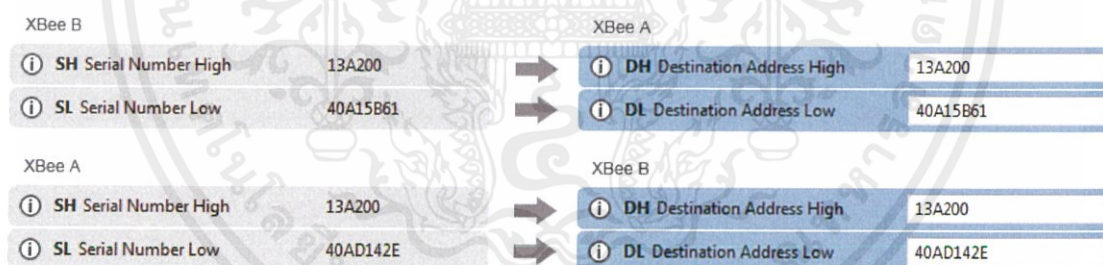 XBee B
SH Serial Number High 13A200
SL Serial Number Low 40A15B61
XBee A
DH Destination Address High 13A200
DL Destination Address Low 40A15B61
XBee A
SH Serial Number High 13A200
SL Serial Number Low 40AD142E
XBee B
DH Destination Address High 13A200
DL Destination Address Low 40AD142E